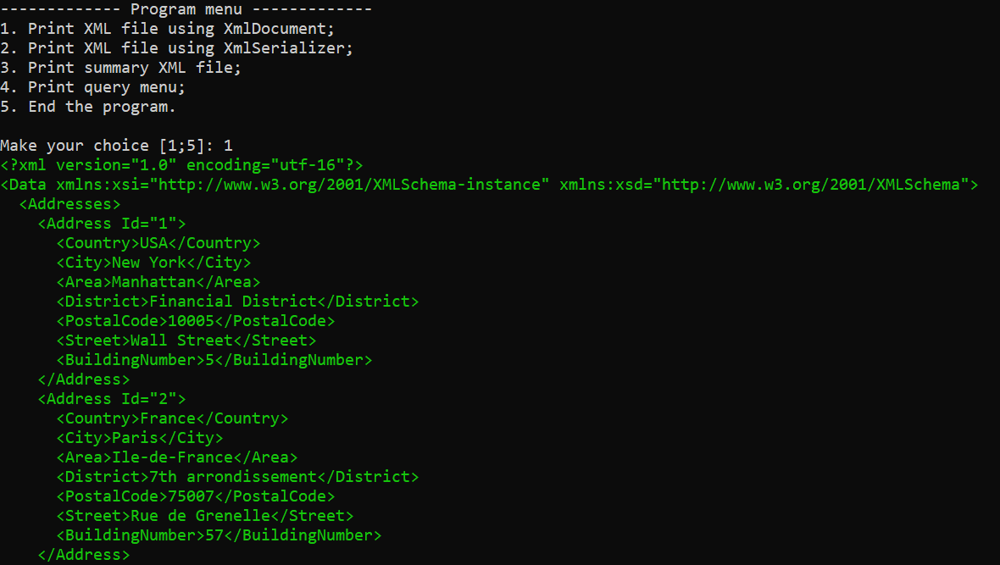 ------------- Program menu -------------
1. Print XML file using XmlDocument;
2. Print XML file using XmlSerializer;
3. Print summary XML file;
4. Print query menu;
5. End the program.

Make your choice [1;5]: 1
<?xml version="1.0" encoding="utf-16"?>
<Data xmlns:xsi="http://www.w3.org/2001/XMLSchema-instance" xmlns:xsd="http://www.w3.org/2001/XMLSchema">
  <Addresses>
    <Address Id="1">
      <Country>USA</Country>
      <City>New York</City>
      <Area>Manhattan</Area>
      <District>Financial District</District>
      <PostalCode>10005</PostalCode>
      <Street>Wall Street</Street>
      <BuildingNumber>5</BuildingNumber>
    </Address>
    <Address Id="2">
      <Country>France</Country>
      <City>Paris</City>
      <Area>Ile-de-France</Area>
      <District>7th arrondissement</District>
      <PostalCode>75007</PostalCode>
      <Street>Rue de Grenelle</Street>
      <BuildingNumber>57</BuildingNumber>
    </Address>